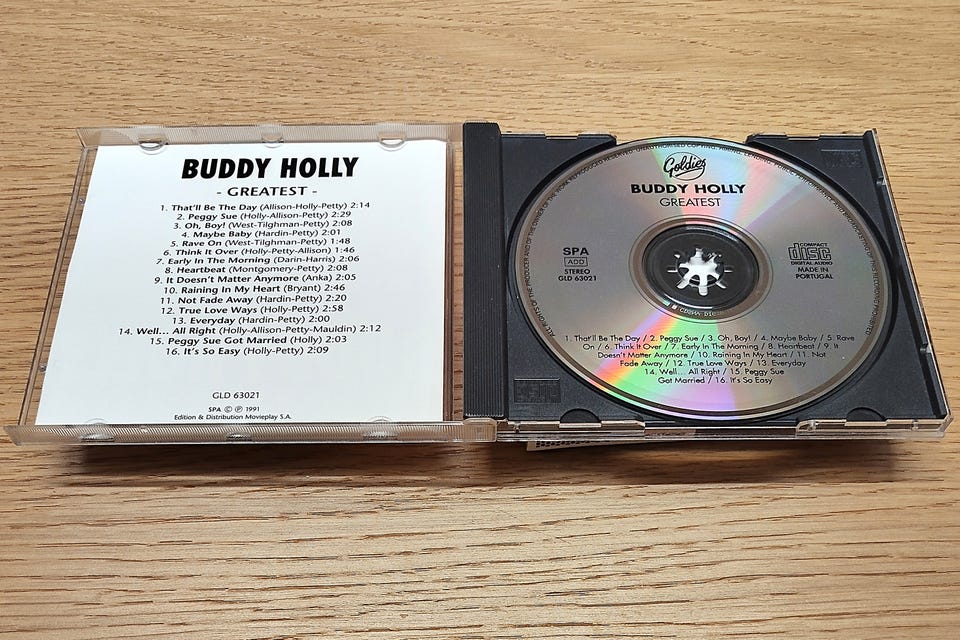 BUDDY HOLLY
- GREATEST -
1. That'll Be The Day (Allison-Holly-Petty) 2:14
2. Peggy Sue (Holly-Allison-Petty) 2:29
3. Oh, Boy! (West-Tilghman-Petty) 2:08
4. Maybe Baby (Hardin-Petty) 2:01
5. Rave On (West-Tilghman-Petty) 1:48
6. Think It Over (Holly-Petty-Allison) 1:46
7. Early In The Morning (Darin-Harris) 2:06
8. Heartbeat (Montgomery-Petty) 2:08
9. It Doesn't Matter Anymore (Anka) 2:05
10. Raining In My Heart (Bryant) 2:46
11. Not Fade Away (Hardin-Petty) 2:20
12. True Love Ways (Holly-Petty) 2:58
13. Everyday (Hardin-Petty) 2:00
14. Well... All Right (Holly-Allison-Petty-Mauldin) 2:12
15. Peggy Sue Got Married (Holly) 2:03
16. It's So Easy (Holly-Petty) 2:09
GLD 63021
SPA © ℗ 1991
Edition & Distribution Movieplay S.A.
Goldies
BUDDY HOLLY
GREATEST
SPA
ADD
STEREO
GLD 63021
COMPACT
disc
DIGITAL AUDIO
MADE IN
PORTUGAL
1. That'll Be The Day / 2. Peggy Sue / 3. Oh, Boy! / 4. Maybe Baby / 5. Rave
On / 6. Think It Over / 7. Early In The Morning / 8. Heartbeat / 9. It
Doesn't Matter Anymore / 10. Raining In My Heart / 11. Not
Fade Away / 12. True Love Ways / 13. Everyday
14. Well... All Right / 15. Peggy Sue
Got Married / 16. It's So Easy